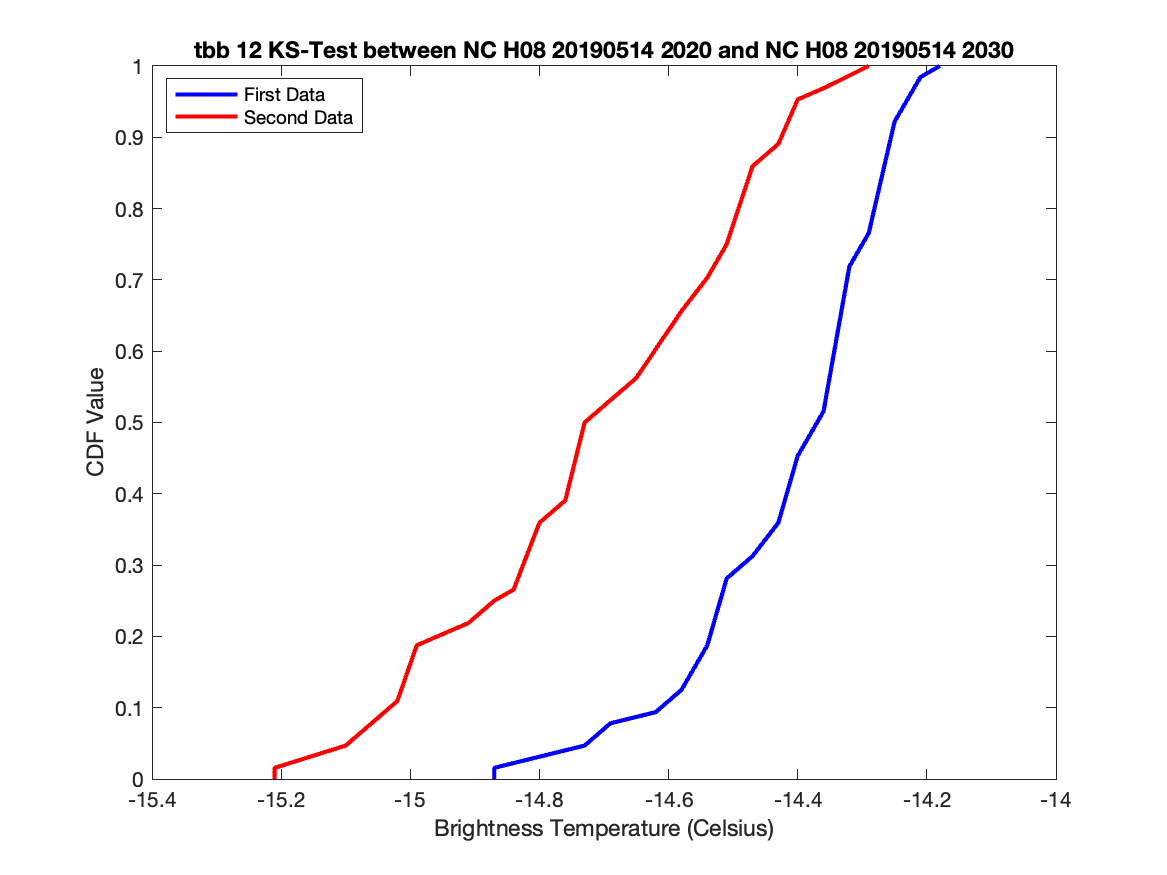 tbb 12 KS-Test between NC H08 20190514 2020 and NC H08 20190514 2030
First Data
Second Data
1
0.9
0.8
0.7
0.6
0.5
0.4
0.3
0.2
0.1
0
CDF Value
-15.4 -15.2 -15 -14.8 -14.6 -14.4 -14.2 -14
Brightness Temperature (Celsius)